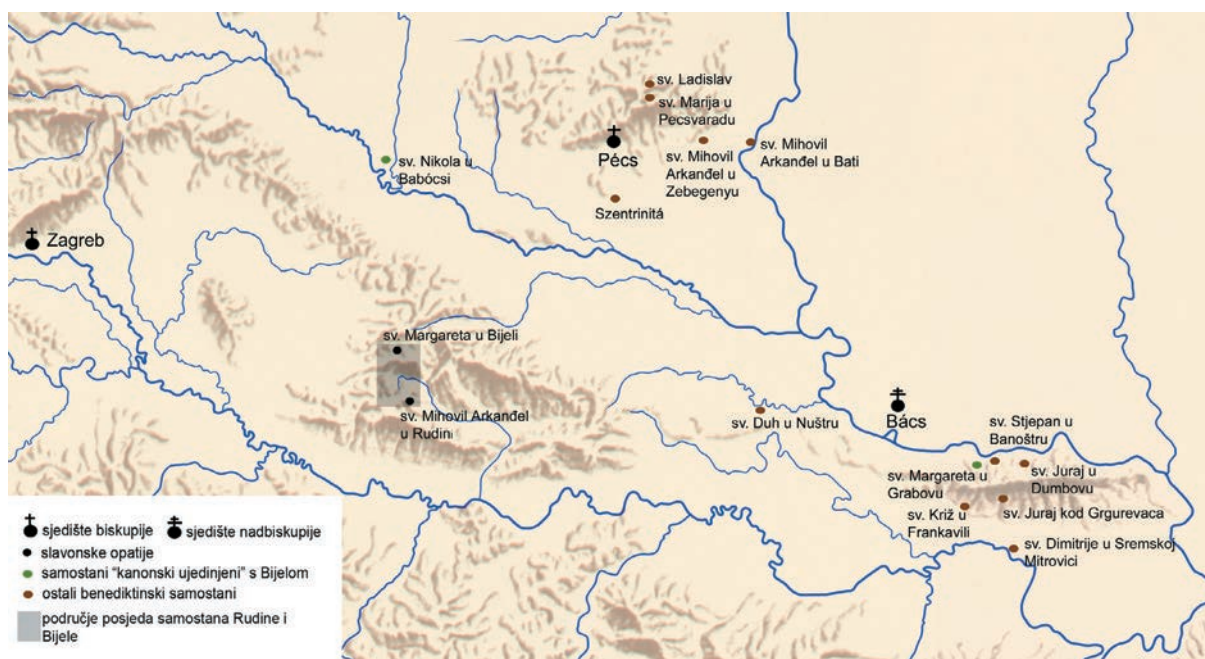 sv. Ladislav
sv. Marija u
Pecsvaradu
Pécs
sv. Mihovil
Arkanđel u
Zebegenyu
sv. Mihovil
Arkanđel u Bati
sv. Nikola u
Babócsi
Szentrinitá
Zagreb
sv. Margareta u Bijeli
sv. Mihovil Arkanđel
u Rudini
sv. Duh u Nuštru
Bács
sv. Stjepan u
Banoštru
sv. Margareta u
Grabovu
sv. Juraj u
Dumbovu
sv. Križ u
Frankavili
sv. Juraj kod Grgurevaca
sv. Dimitrije u Sremskoj
Mitrovici
sjedište biskupije sjedište nadbiskupije
slavonske opatije
samostani "kanonski ujedinjeni" s Bijelom
ostali benediktinski samostani
područje posjeda samostana Rudine i
Bijele